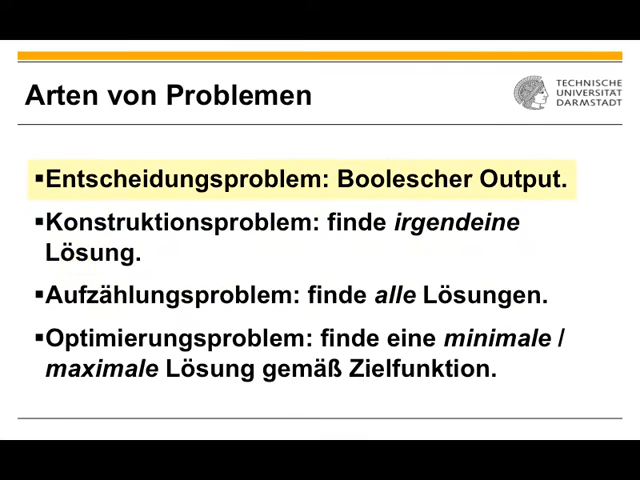 Arten von Problemen
TECHNISCHE
UNIVERSITÄT
DARMSTADT
▪Entscheidungsproblem: Boolescher Output.
▪Konstruktionsproblem: finde irgendeine
Lösung.
▪Aufzählungsproblem: finde alle Lösungen.
▪Optimierungsproblem: finde eine minimale /
maximale Lösung gemäß Zielfunktion.